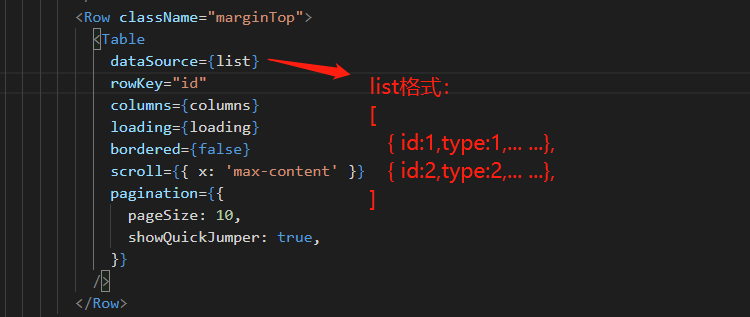 <Row className="marginTop">
<Table
dataSource={list}
rowKey="id"
columns={columns}
loading={loading}
bordered={false}
scroll={{ x: 'max-content' }}
pagination={{
pageSize: 10,
showQuickJumper: true,
}}
/>
</Row>
list格式：
[
{ id:1,type:1,... ...},
{ id:2,type:2,... ...},
]